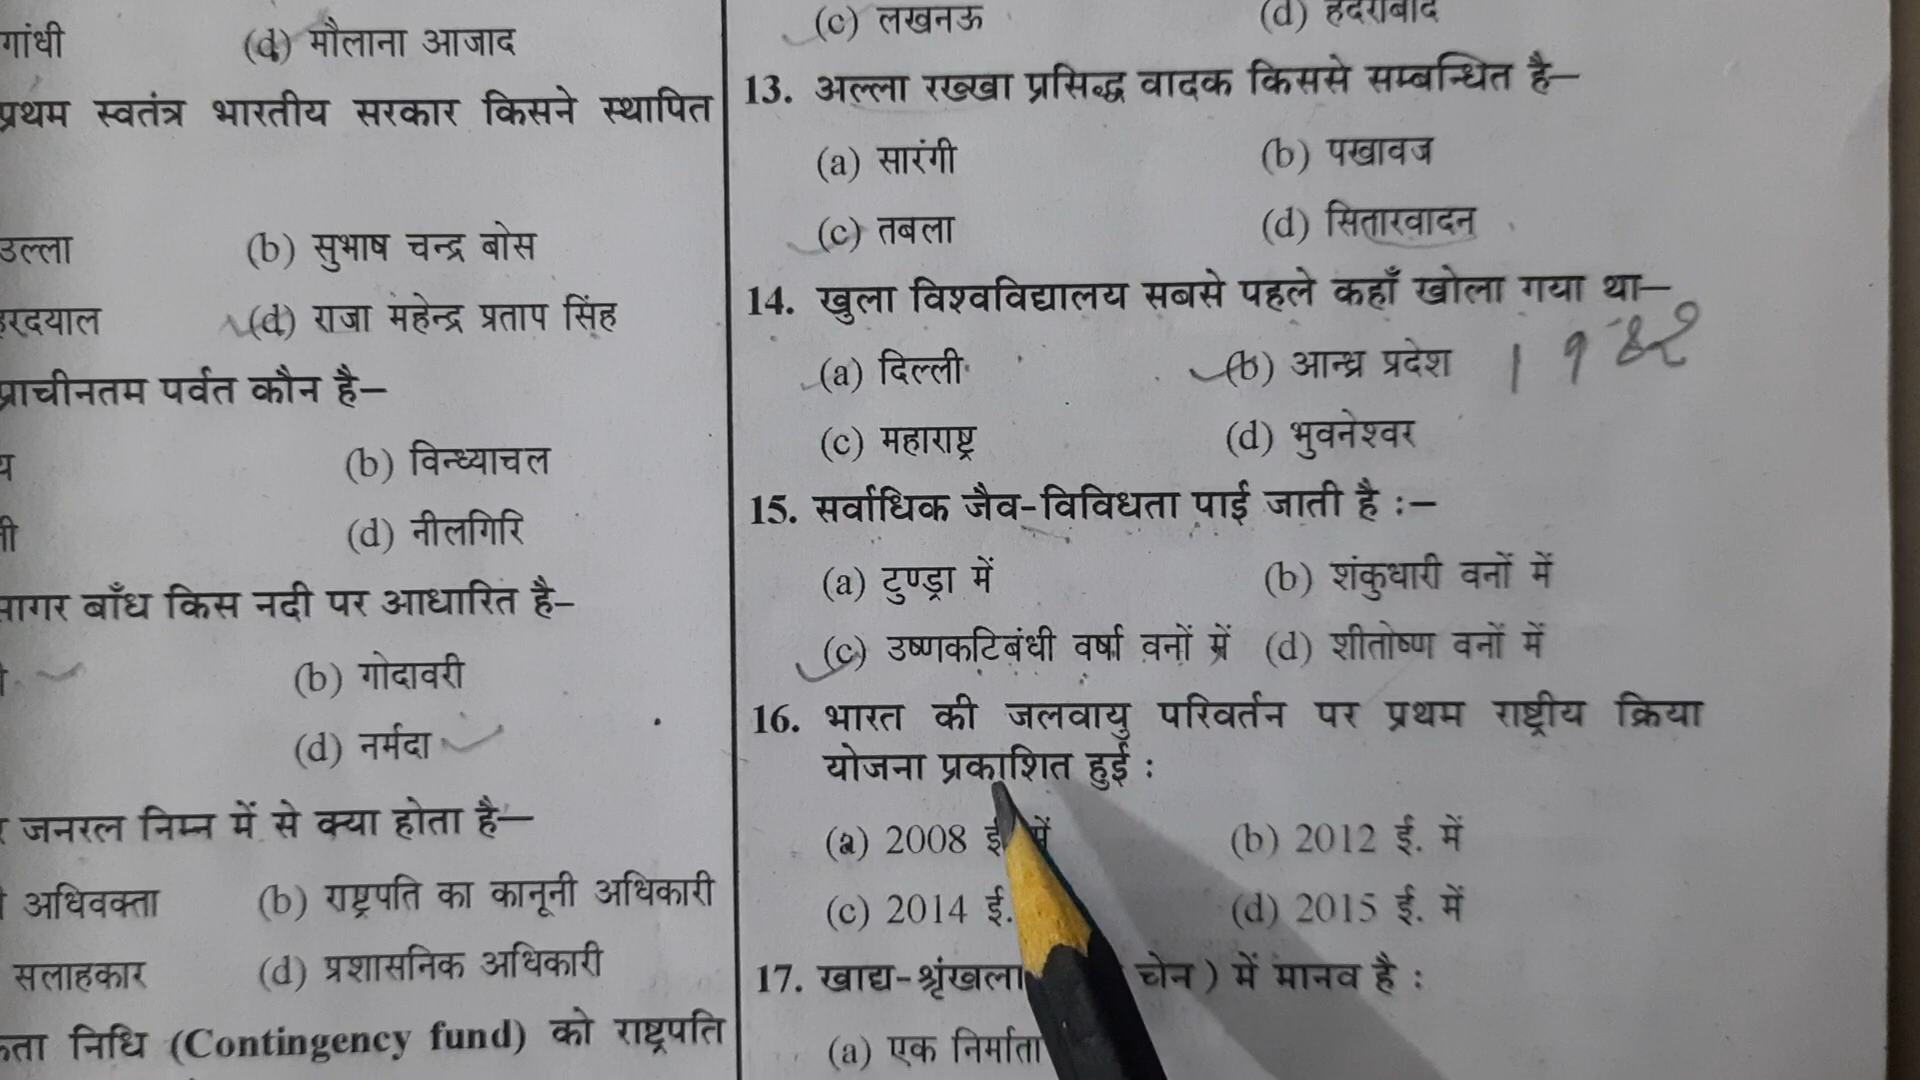 गांधी (d) मौलाना आजाद
प्रथम स्वतंत्र भारतीय सरकार किसने स्थापित
उल्ला (b) सुभाष चन्द्र बोस
हरदयाल (d) राजा महेन्द्र प्रताप सिंह
प्राचीनतम पर्वत कौन है–
(b) विन्ध्याचल
(d) नीलगिरि
सागर बाँध किस नदी पर आधारित है–
(b) गोदावरी
(d) नर्मदा
जनरल निम्न में से क्या होता है–
अधिवक्ता (b) राष्ट्रपति का कानूनी अधिकारी
सलाहकार (d) प्रशासनिक अधिकारी
निधि (Contingency fund) को राष्ट्रपति
(c) लखनऊ (d) हैदराबाद
13. अल्ला रख्खा प्रसिद्ध वादक किससे सम्बन्धित है–
(a) सारंगी (b) पखावज
(c) तबला (d) सितारवादन
14. खुला विश्वविद्यालय सबसे पहले कहाँ खोला गया था–
(a) दिल्ली (b) आन्ध्र प्रदेश 1982
(c) महाराष्ट्र (d) भुवनेश्वर
15. सर्वाधिक जैव-विविधता पाई जाती है :–
(a) टुण्ड्रा में (b) शंकुधारी वनों में
(c) उष्णकटिबंधी वर्षा वनों में (d) शीतोष्ण वनों में
16. भारत की जलवायु परिवर्तन पर प्रथम राष्ट्रीय क्रिया
योजना प्रकाशित हुई :
(a) 2008 ई. में (b) 2012 ई. में
(c) 2014 ई. (d) 2015 ई. में
17. खाद्य-श्रृंखला चेन) में मानव है :
(a) एक निर्माता